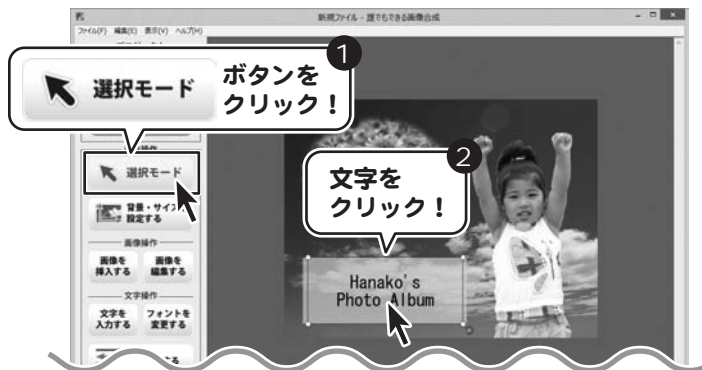 新規ファイル - 誰もできる画像合成
ファイル(F) 編集(E) 表示(V) ヘルプ(H)
1
選択モード
ボタンを
クリック！
選択モード
背景・サイズ
設定する
画像操作
画像を
挿入する
画像を
編集する
文字操作
文字を
入力する
フォントを
変更する
する
2
文字を
クリック！
Hanako's
Photo Album